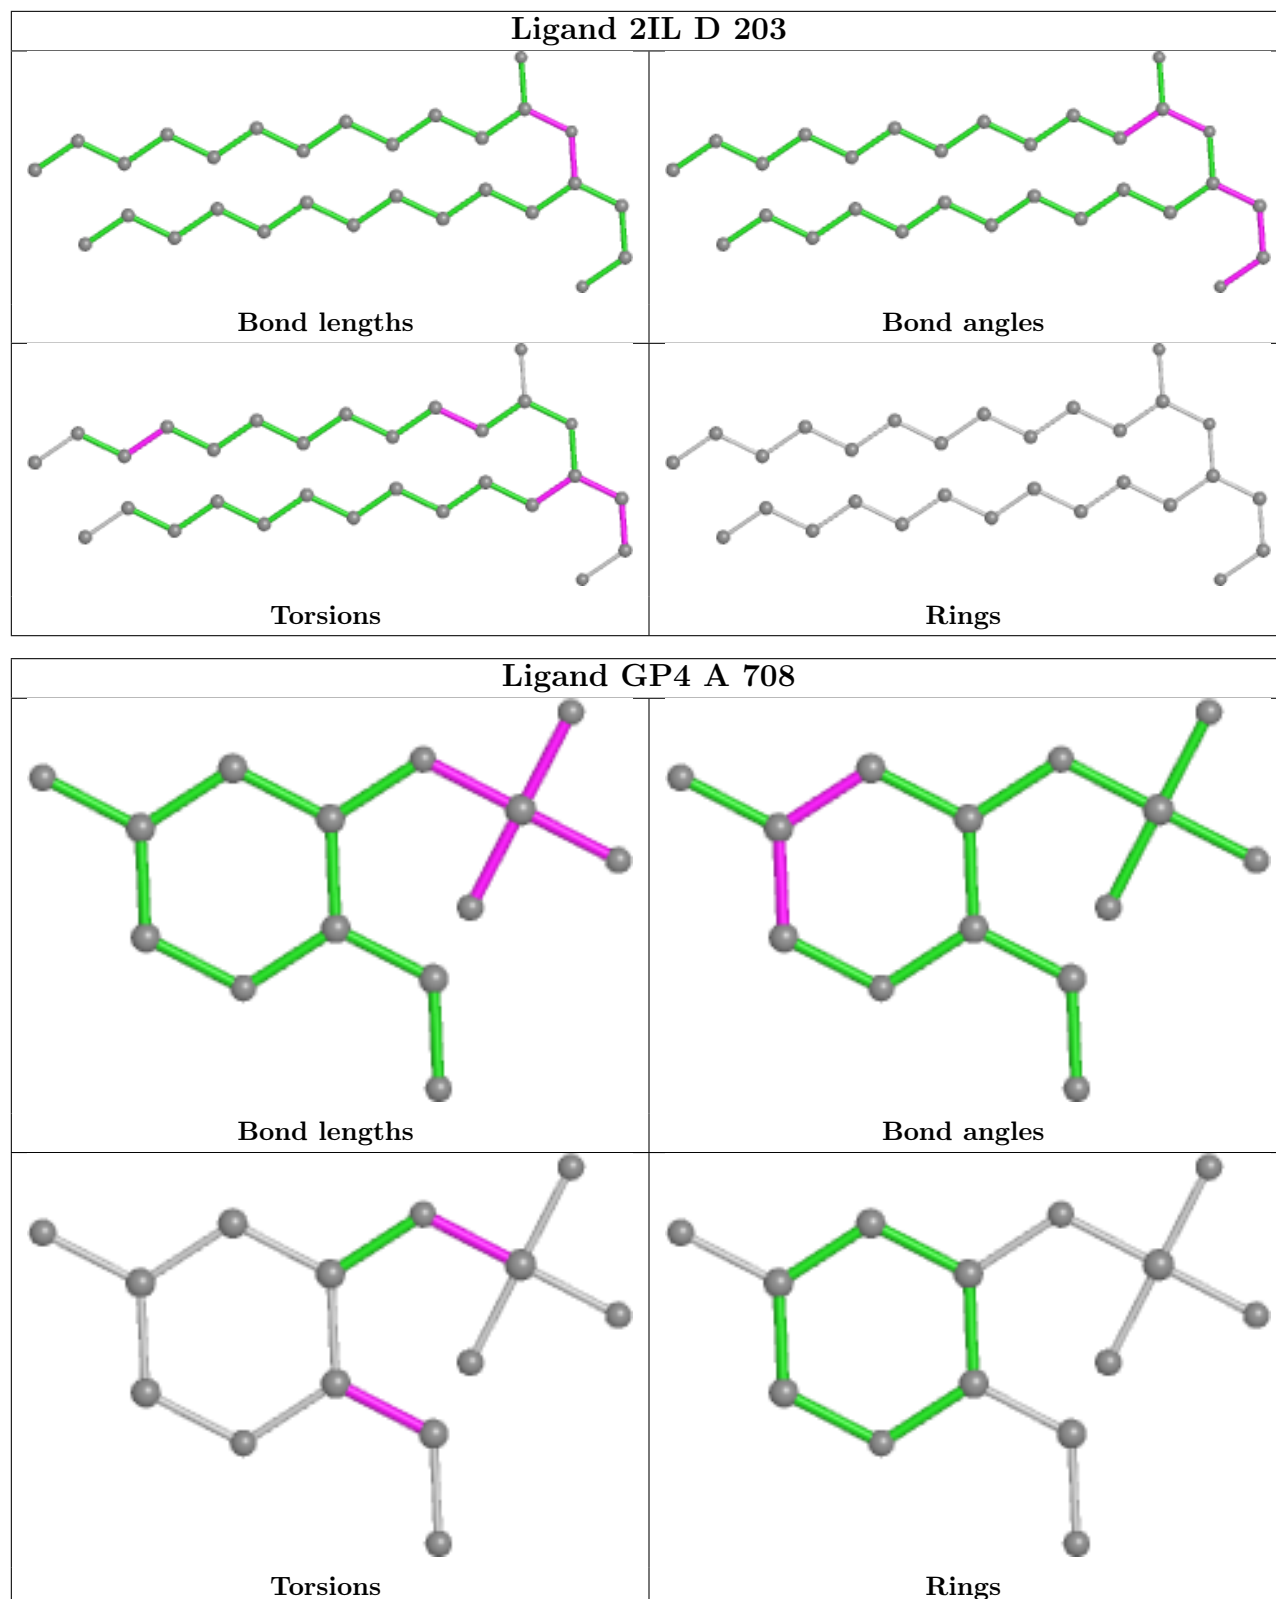 Ligand 2IL D 203
Bond lengths
Bond angles
Torsions
Rings
Ligand GP4 A 708
Bond lengths
Bond angles
Torsions
Rings